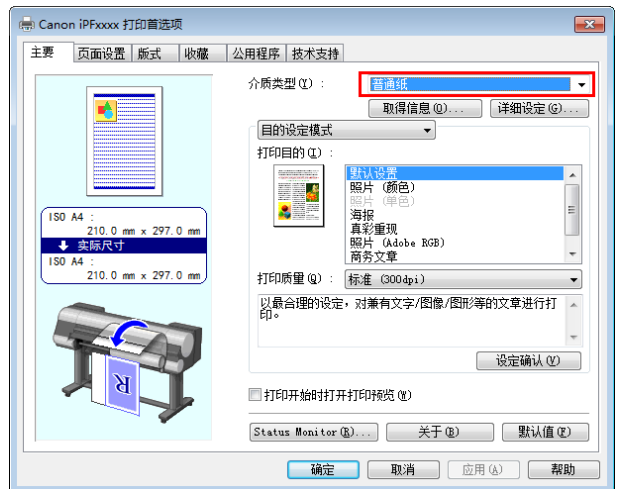 Canon iPFxxxx 打印首选项
主要 页面设置 版式 收藏 公用程序 技术支持
介质类型(Y) :
普通纸
取得信息(O)... 详细设定(G)...
目的设定模式
打印目的(I) :
默认设置
照片 (颜色)
照片 (单色)
海报
真彩重现
照片 (Adobe RGB)
商务文章
ISO A4 :
210.0 mm x 297.0 mm
实际尺寸
ISO A4 :
210.0 mm x 297.0 mm
打印质量(Q) : 标准 (300dpi)
以最合理的设定，对兼有文字/图像/图形等的文章进行打
印。
设定确认(V)
R
打印开始时打开打印预览(W)
Status Monitor(R)... 关于(B) 默认值(F)
确定 取消 应用(A) 帮助